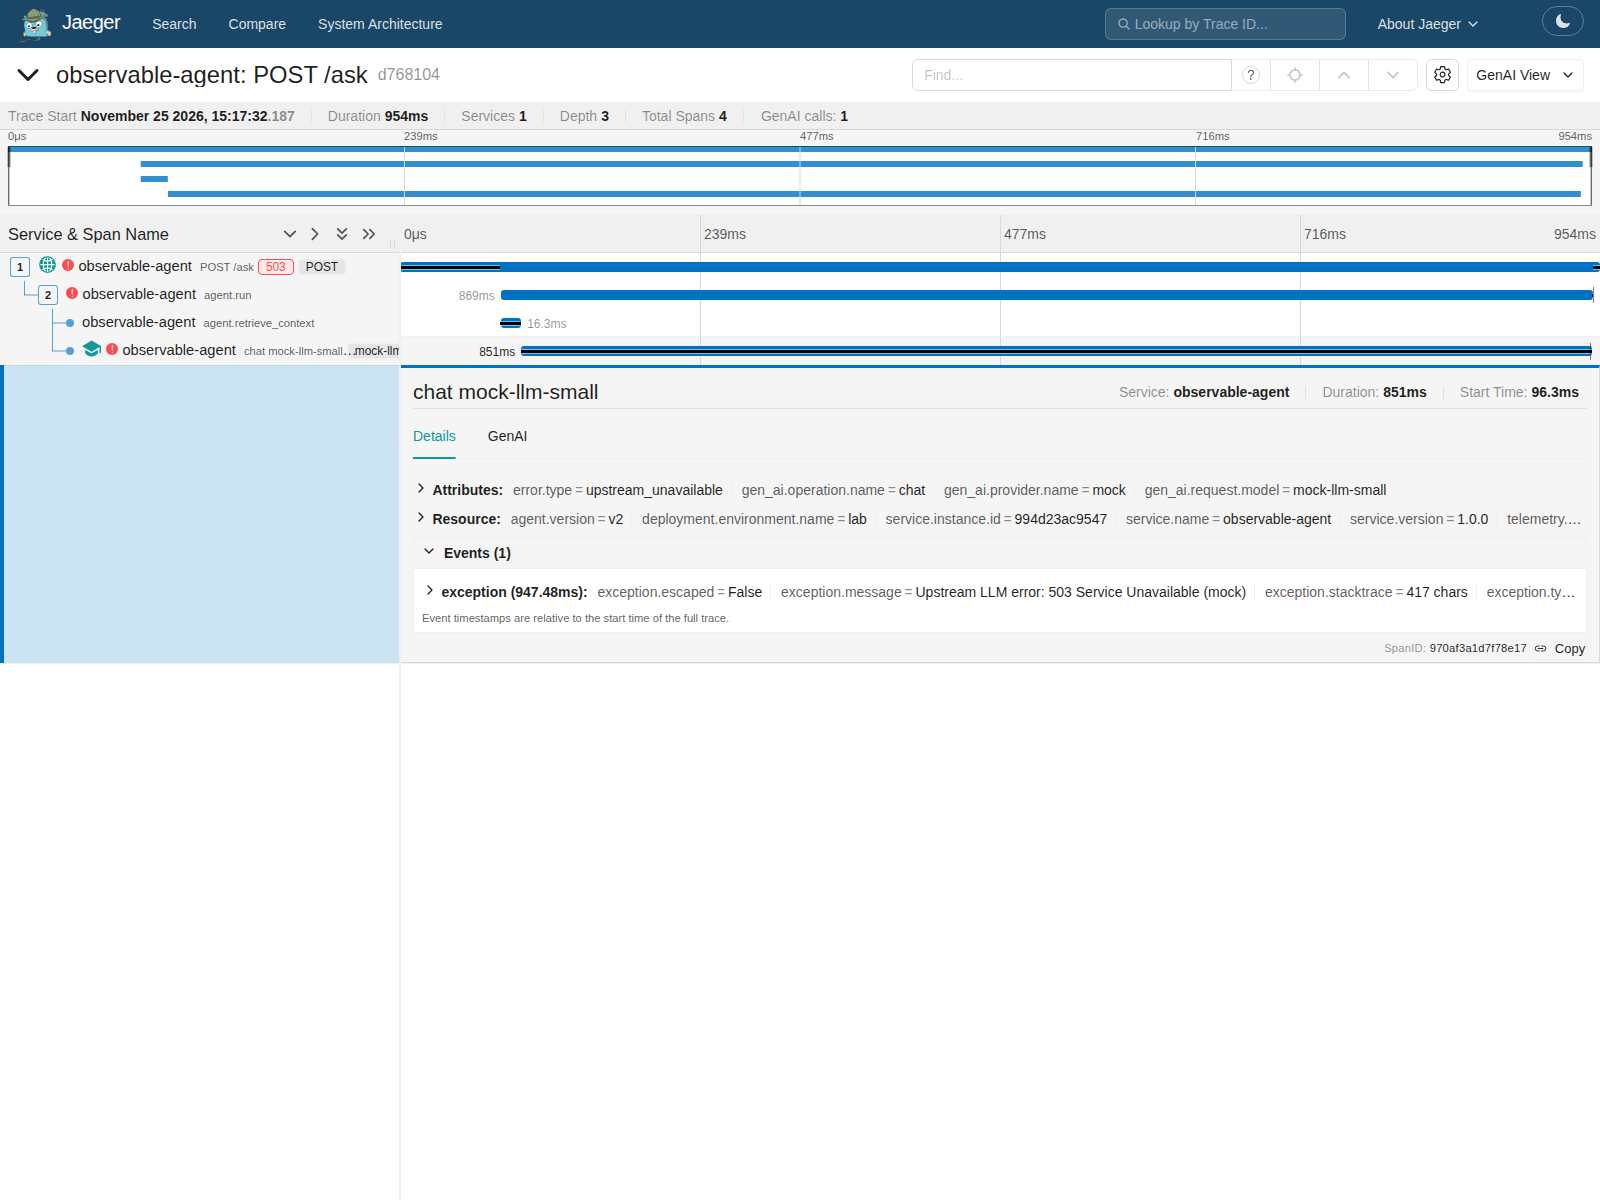 Jaeger Search Compare System Architecture Lookup by Trace ID... About Jaeger
observable-agent: POST /ask d768104 Find... ? GenAI View
Trace Start November 25 2026, 15:17:32.187 Duration 954ms Services 1 Depth 3 Total Spans 4 GenAI calls: 1
0μs 239ms 477ms 716ms 954ms
Service & Span Name 0μs 239ms 477ms 716ms 954ms
1 observable-agent POST /ask 503 POST
2 observable-agent agent.run 869ms
observable-agent agent.retrieve_context 16.3ms
observable-agent chat mock-llm-small… mock-llm 851ms
chat mock-llm-small Service: observable-agent Duration: 851ms Start Time: 96.3ms
Details GenAI
Attributes: error.type = upstream_unavailable gen_ai.operation.name = chat gen_ai.provider.name = mock gen_ai.request.model = mock-llm-small
Resource: agent.version = v2 deployment.environment.name = lab service.instance.id = 994d23ac9547 service.name = observable-agent service.version = 1.0.0 telemetry.…
Events (1)
exception (947.48ms): exception.escaped = False exception.message = Upstream LLM error: 503 Service Unavailable (mock) exception.stacktrace = 417 chars exception.ty…
Event timestamps are relative to the start time of the full trace.
SpanID: 970af3a1d7f78e17 Copy